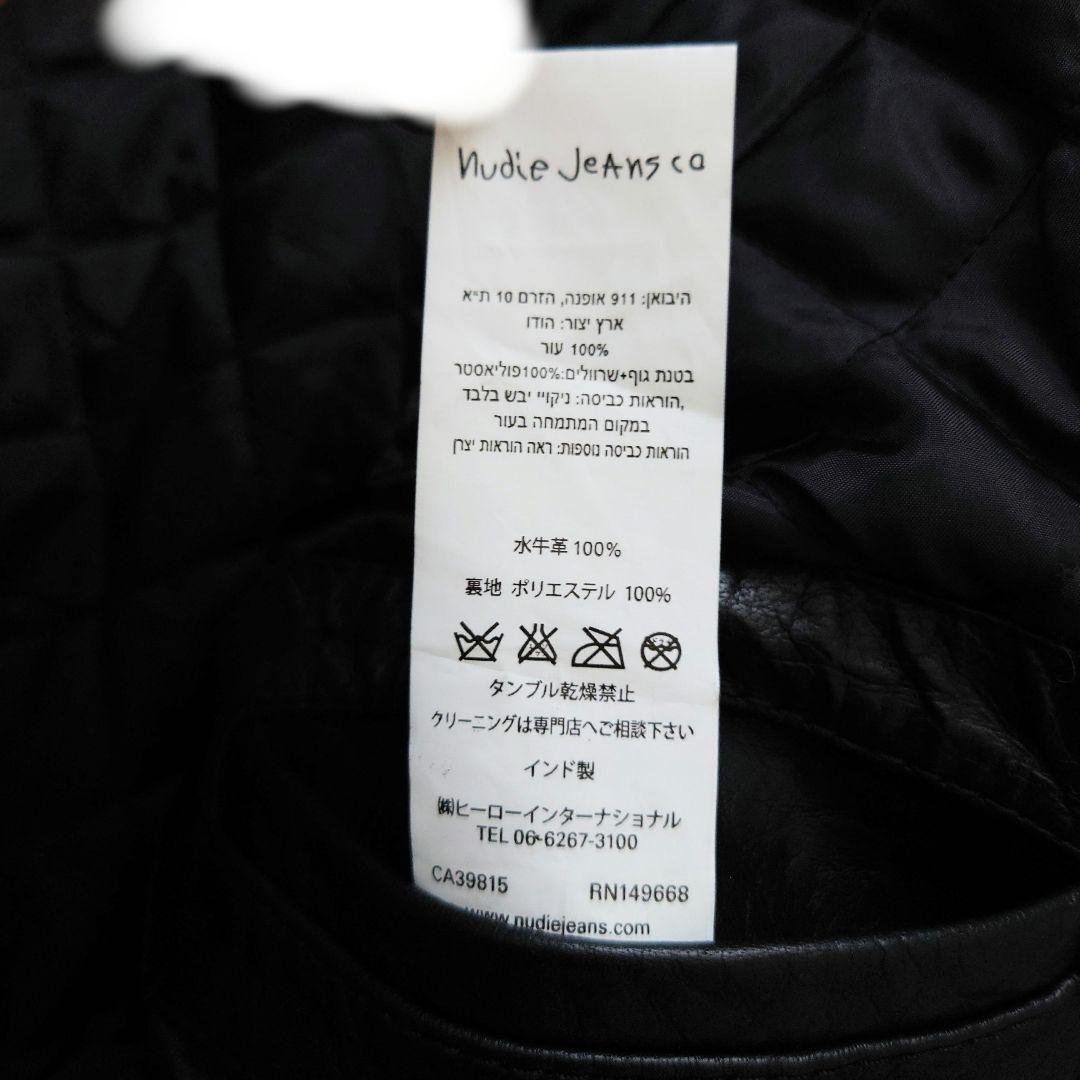 nudie jeans co
היבואן: 911 אופנה, הזרם 10 ת"א
ארץ יצור: הודו
100% עור
בטנת גוף+שרוולים:100%פוליאסטר
הוראות כביסה: ניקוי יבש בלבד,
במקום המתמחה בעור
הוראות כביסה נוספות: ראה הוראות יצרן
水牛革 100%
裏地 ポリエステル 100%
タンブル乾燥禁止
クリーニングは専門店へご相談下さい
インド製
㈱ヒーローインターナショナル
TEL 06-6267-3100
CA39815 RN149668
www.nudiejeans.com